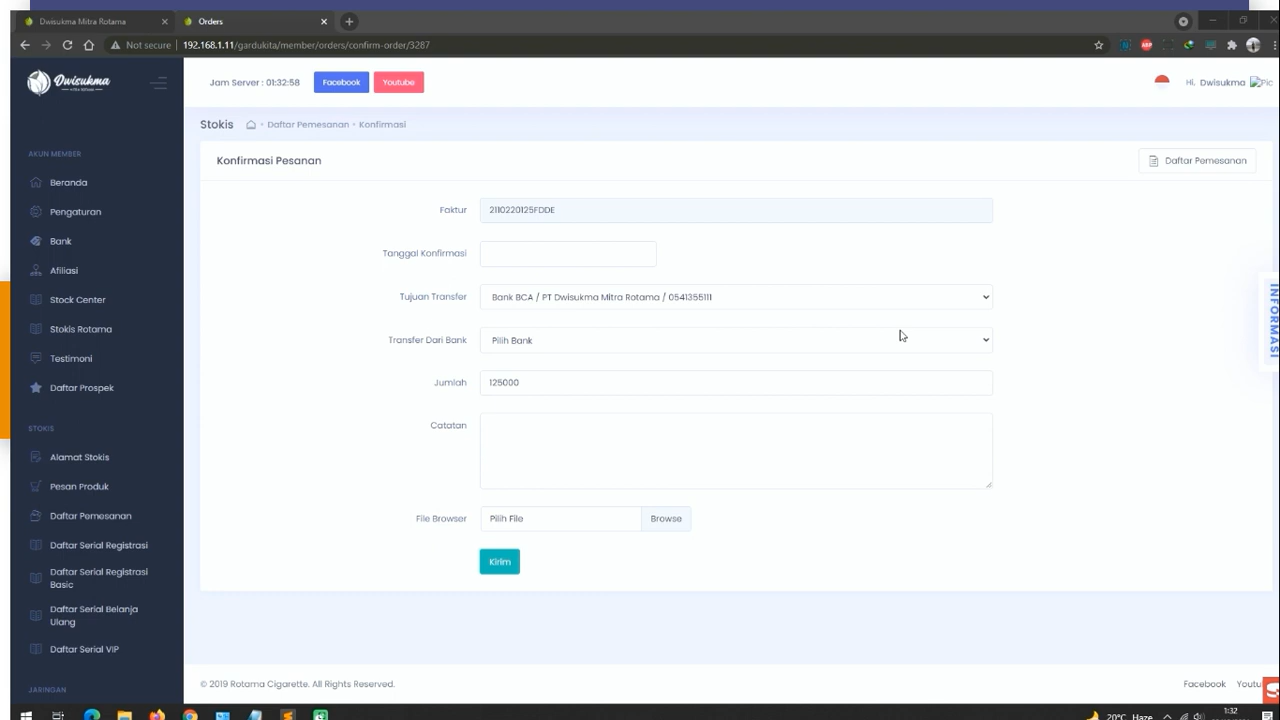 Dwisukma Mitra Rotama
Orders
Not secure
192.168.1.11/gardukita/member/orders/confirm-order/3287
Dwisukma
Jam Server : 01:32:58
Facebook
Youtube
Hi, Dwisukma
Pic
Stokis
Daftar Pemesanan
Konfirmasi
AKUN MEMBER
Beranda
Pengaturan
Bank
Afiliasi
Stock Center
Stokis Rotama
Testimoni
Daftar Prospek
STOKIS
Alamat Stokis
Pesan Produk
Daftar Pemesanan
Daftar Serial Registrasi
Daftar Serial Registrasi
Basic
Daftar Serial Belanja
Ulang
Daftar Serial VIP
JARINGAN
Konfirmasi Pesanan
Daftar Pemesanan
Faktur
2110220125FDDE
Tanggal Konfirmasi
Tujuan Transfer
Bank BCA / PT Dwisukma Mitra Rotama / 0541355111
Transfer Dari Bank
Pilih Bank
Jumlah
125000
Catatan
File Browser
Pilih File
Browse
Kirim
INFORMASI
© 2019 Rotama Cigarette. All Rights Reserved.
Facebook
Youtu
20°C Haze
1:32